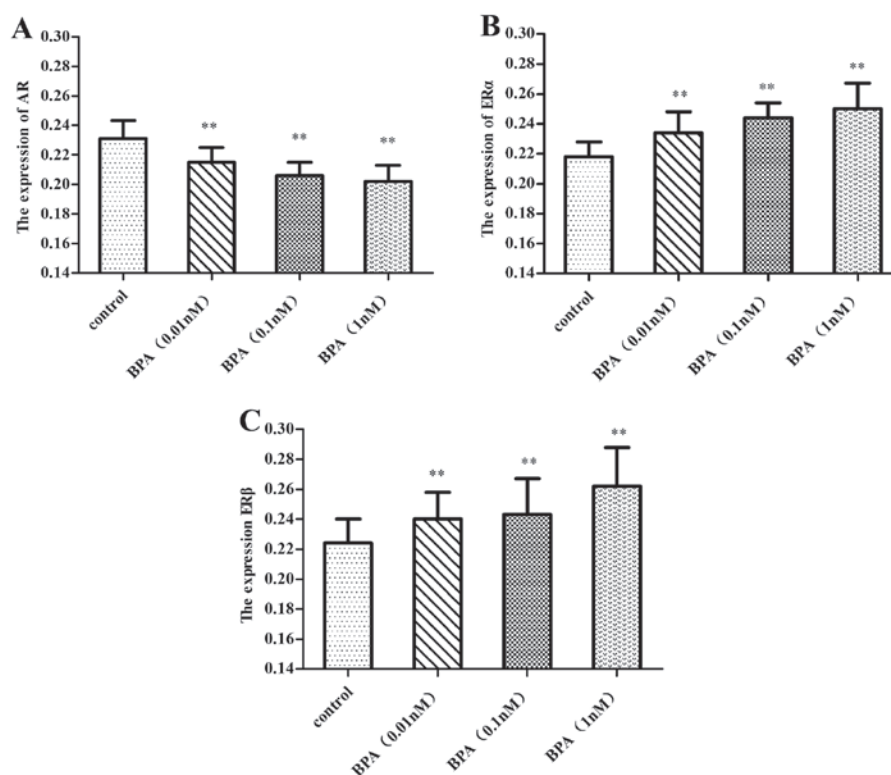 A
The expression of AR
0.30
0.28
0.26
0.24
0.22
0.20
0.18
0.16
0.14
**
**
**
control
BPA（0.01nM）
BPA（0.1nM）
BPA（1nM）
B
The expression of ERα
0.30
0.28
0.26
0.24
0.22
0.20
0.18
0.16
0.14
**
**
**
control
BPA（0.01nM）
BPA（0.1nM）
BPA（1nM）
C
The expression ERβ
0.30
0.28
0.26
0.24
0.22
0.20
0.18
0.16
0.14
**
**
**
control
BPA（0.01nM）
BPA（0.1nM）
BPA（1nM）